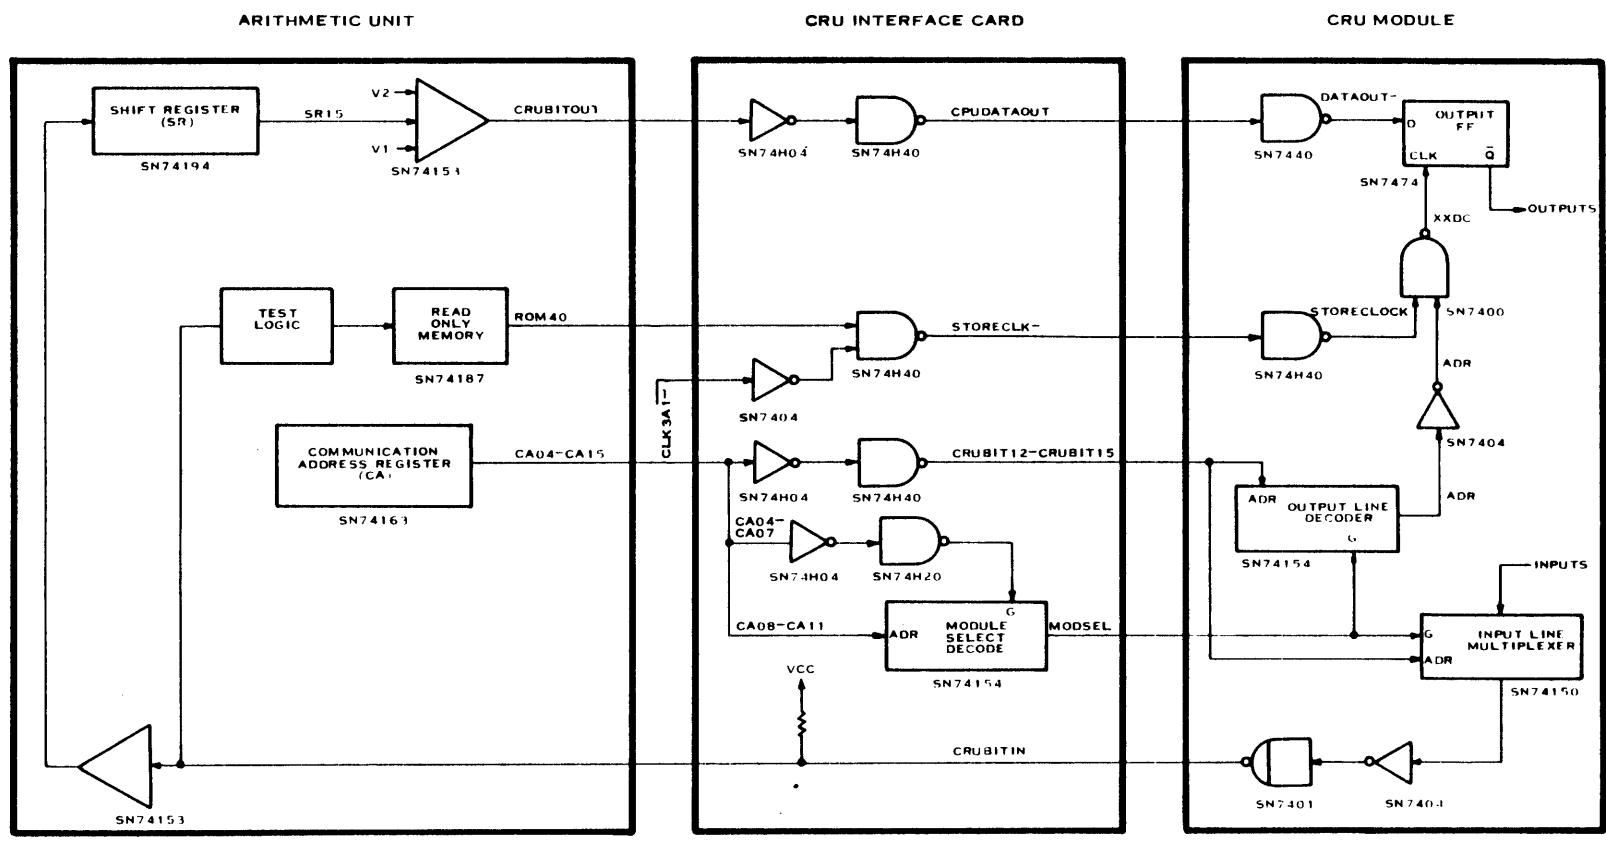 ARITHMETIC UNIT
CRU INTERFACE CARD
CRU MODULE
SHIFT REGISTER
(SR)
SN74194
SR15
V2
V1
SN74153
CRUBITOUT
SN74H04
SN74H40
CPUDATAOUT
SN7440
DATAOUT-
D
OUTPUT
FF
CLK
Q̅
SN7474
OUTPUTS
XXDC
TEST
LOGIC
READ
ONLY
MEMORY
SN74187
ROM40
CLK3A1-
SN7404
SN74H40
STORECLK-
SN74H40
STORECLOCK
SN7400
ADR
SN7404
ADR
COMMUNICATION
ADDRESS REGISTER
(CA)
SN74163
CA04-CA15
SN74H04
SN74H40
CRUBIT12-CRUBIT15
ADR
OUTPUT LINE
DECODER
G
SN74154
CA04-
CA07
SN74H04
SN74H20
CA08-CA11
ADR
G
MODULE
SELECT
DECODE
SN74154
MODSEL
INPUTS
G
ADR
INPUT LINE
MULTIPLEXER
SN74150
VCC
CRUBITIN
SN7401
SN7404
SN74153